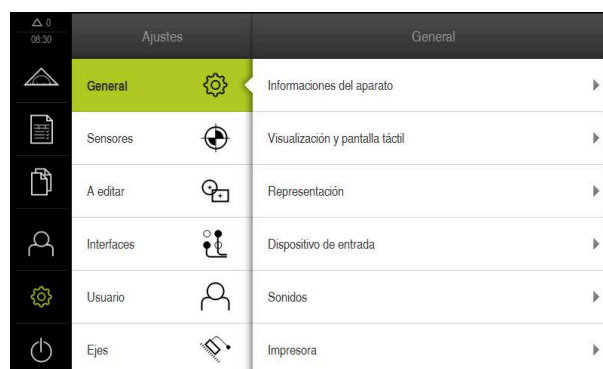 0
08:30
Ajustes
General
General
Sensores
A editar
Interfaces
Usuario
Ejes
Informaciones del aparato
Visualización y pantalla táctil
Representación
Dispositivo de entrada
Sonidos
Impresora